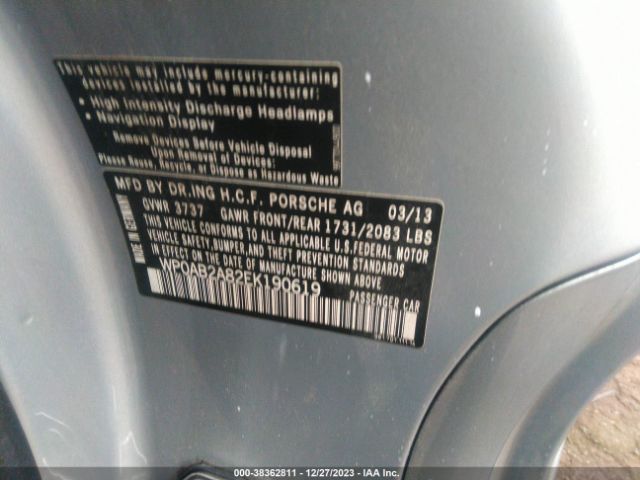 This vehicle may include mercury-containing
devices installed by the manufacturer:
• High Intensity Discharge Headlamps
• Navigation Display
Remove Devices Before Vehicle Disposal
Upon Removal of Devices:
Please Reuse, Recycle, or Dispose as Hazardous Waste
MFD BY DR.ING H.C.F. PORSCHE AG 03/13
GVWR 3737 GAWR FRONT/REAR 1731/2083 LBS
THIS VEHICLE CONFORMS TO ALL APPLICABLE U.S. FEDERAL MOTOR
VEHICLE SAFETY, BUMPER, AND THEFT PREVENTION STANDARDS IN
EFFECT ON THE DATE OF MANUFACTURE SHOWN ABOVE.
WP0AB2A82EK190619
PASSENGER CAR
MADE IN GERMANY
000-38362811 - 12/27/2023 - IAA Inc.